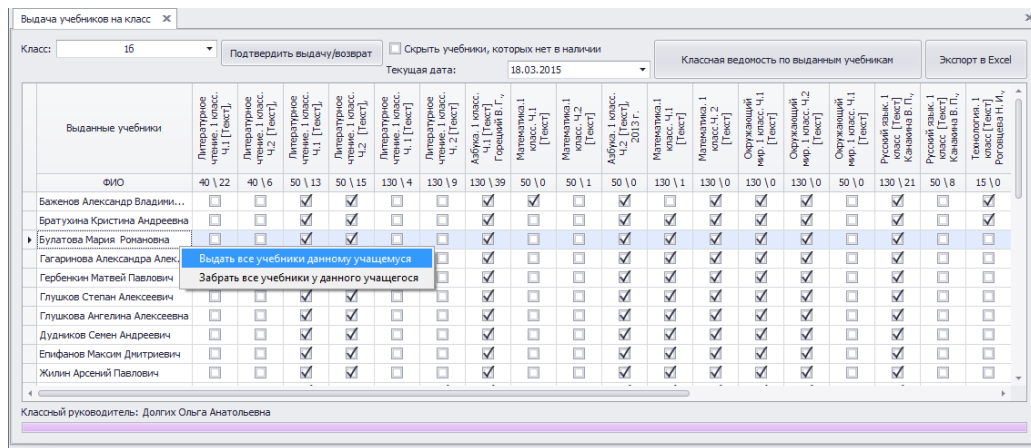 Выдача учебников на класс
Класс: 1б
Подтвердить выдачу/возврат
Скрыть учебники, которых нет в наличии
Текущая дата: 18.03.2015
Классная ведомость по выданным учебникам
Экспорт в Excel
Выданные учебники
Литературное чтение. 1 класс. Ч.1 [Текст],
Литературное чтение. 1 класс. Ч.2 [Текст],
Литературное чтение. 1 класс. Ч.1 [Текст],
Литературное чтение. 1 класс. Ч.2 [Текст],
Литературное чтение. 1 класс. Ч. 1 [Текст]
Литературное чтение. 1 класс. Ч. 2 [Текст]
Азбука. 1 класс. Ч.1 [Текст] Горецкий В. Г.,
Математика.1 класс. Ч.1 [Текст]
Математика.1 класс. Ч.2 [Текст]
Азбука. 1 класс. Ч.2 [Текст], 2013 г.
Математика. 1 класс. Ч.1 [Текст]
Математика. 1 класс.Ч. 2 [Текст]
Окружающий мир. 1 класс. Ч.1 [Текст]
Окружающий мир. 1 класс. Ч.2 [Текст]
Окружающий мир. 1 класс. Ч.1 [Текст]
Русский язык. 1 класс [Текст] Канакина В. П.,
Русский язык. 1 класс [Текст] Канакина В. П.,
Технология. 1 класс [Текст] Роговцева Н. И.,
ФИО 40 \ 22 40 \ 6 50 \ 13 50 \ 15 130 \ 4 130 \ 9 130 \ 39 50 \ 0 50 \ 1 50 \ 0 130 \ 1 130 \ 0 130 \ 0 130 \ 0 50 \ 0 130 \ 21 50 \ 8 15 \ 0
Баженов Александр Владими...
Братухина Кристина Андреевна
Булатова Мария Романовна
Гагаринова Александра Алек.
Выдать все учебники данному учащемуся
Гербенкин Матвей Павлович
Забрать все учебники у данного учащегося
Глушков Степан Алексеевич
Глушкова Ангелина Алексеевна
Дудников Семен Андреевич
Епифанов Максим Дмитриевич
Жилин Арсений Павлович
Классный руководитель: Долгих Ольга Анатольевна